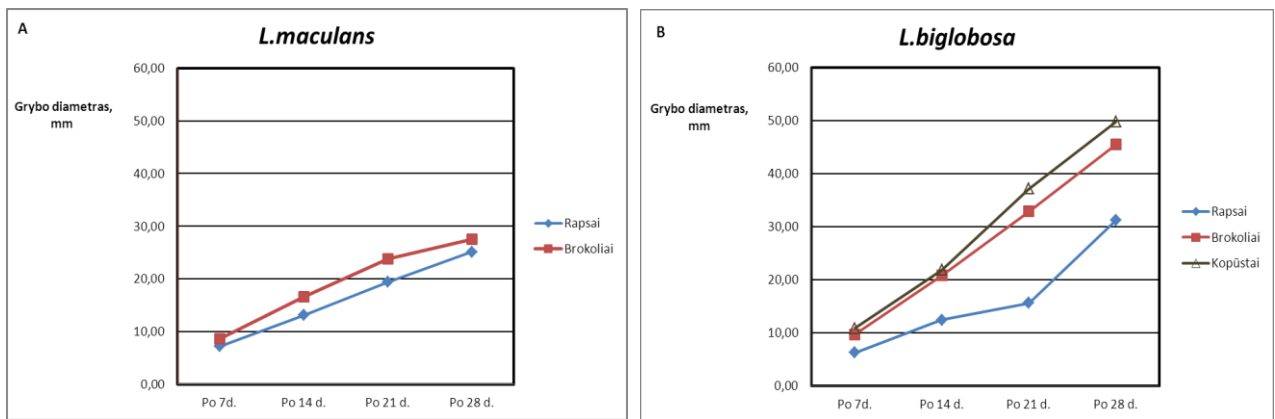 A
L.maculans
Grybo diametras,
mm
60,00
50,00
40,00
30,00
20,00
10,00
0,00
Po 7d.
Po 14 d.
Po 21 d.
Po 28 d.
Rapsai
Brokoliai
B
L.biglobosa
Grybo diametras,
mm
60,00
50,00
40,00
30,00
20,00
10,00
0,00
Po 7d.
Po 14 d.
Po 21 d.
Po 28 d.
Rapsai
Brokoliai
Kopūstai